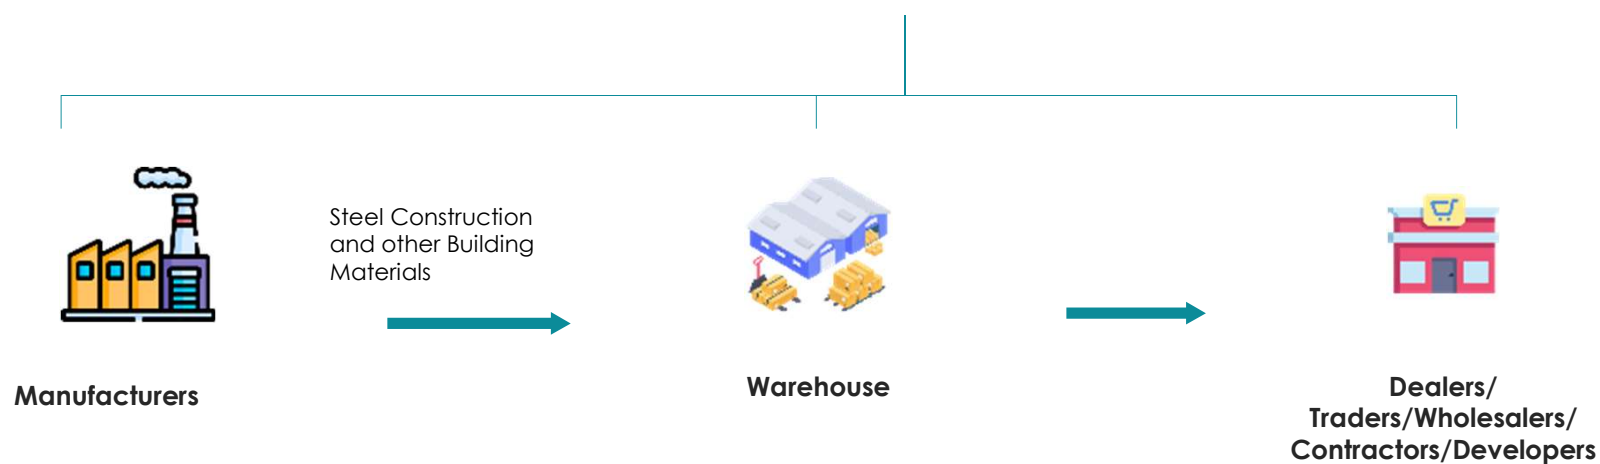 Steel Construction
and other Building
Materials
Manufacturers
Warehouse
Dealers/
Traders/Wholesalers/
Contractors/Developers